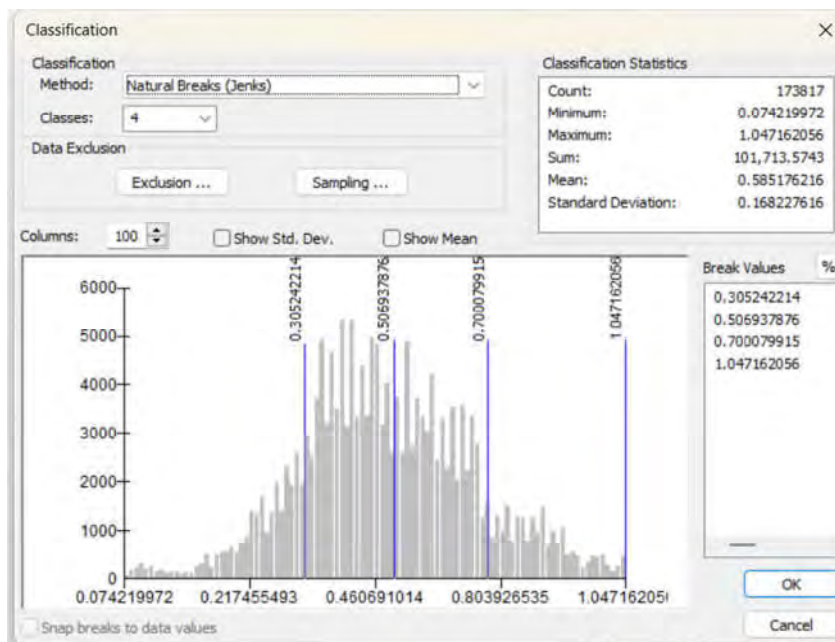 Classification
Classification
Method: Natural Breaks (Jenks)
Classes: 4
Data Exclusion
Exclusion ...
Sampling ...
Classification Statistics
Count: 173817
Minimum: 0.074219972
Maximum: 1.047162056
Sum: 101,713.5743
Mean: 0.585176216
Standard Deviation: 0.168227616
Columns: 100
Show Std. Dev.
Show Mean
Break Values %
0.305242214
0.506937876
0.700079915
1.047162056
6000
5000
4000
3000
2000
1000
0
0.305242214
0.506937876
0.700079915
1.047162056
0.074219972 0.217455493 0.460691014 0.803926535 1.047162056
Snap breaks to data values
OK
Cancel